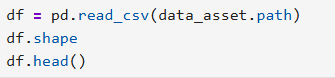 df = pd.read_csv(data_asset.path)
df.shape
df.head()